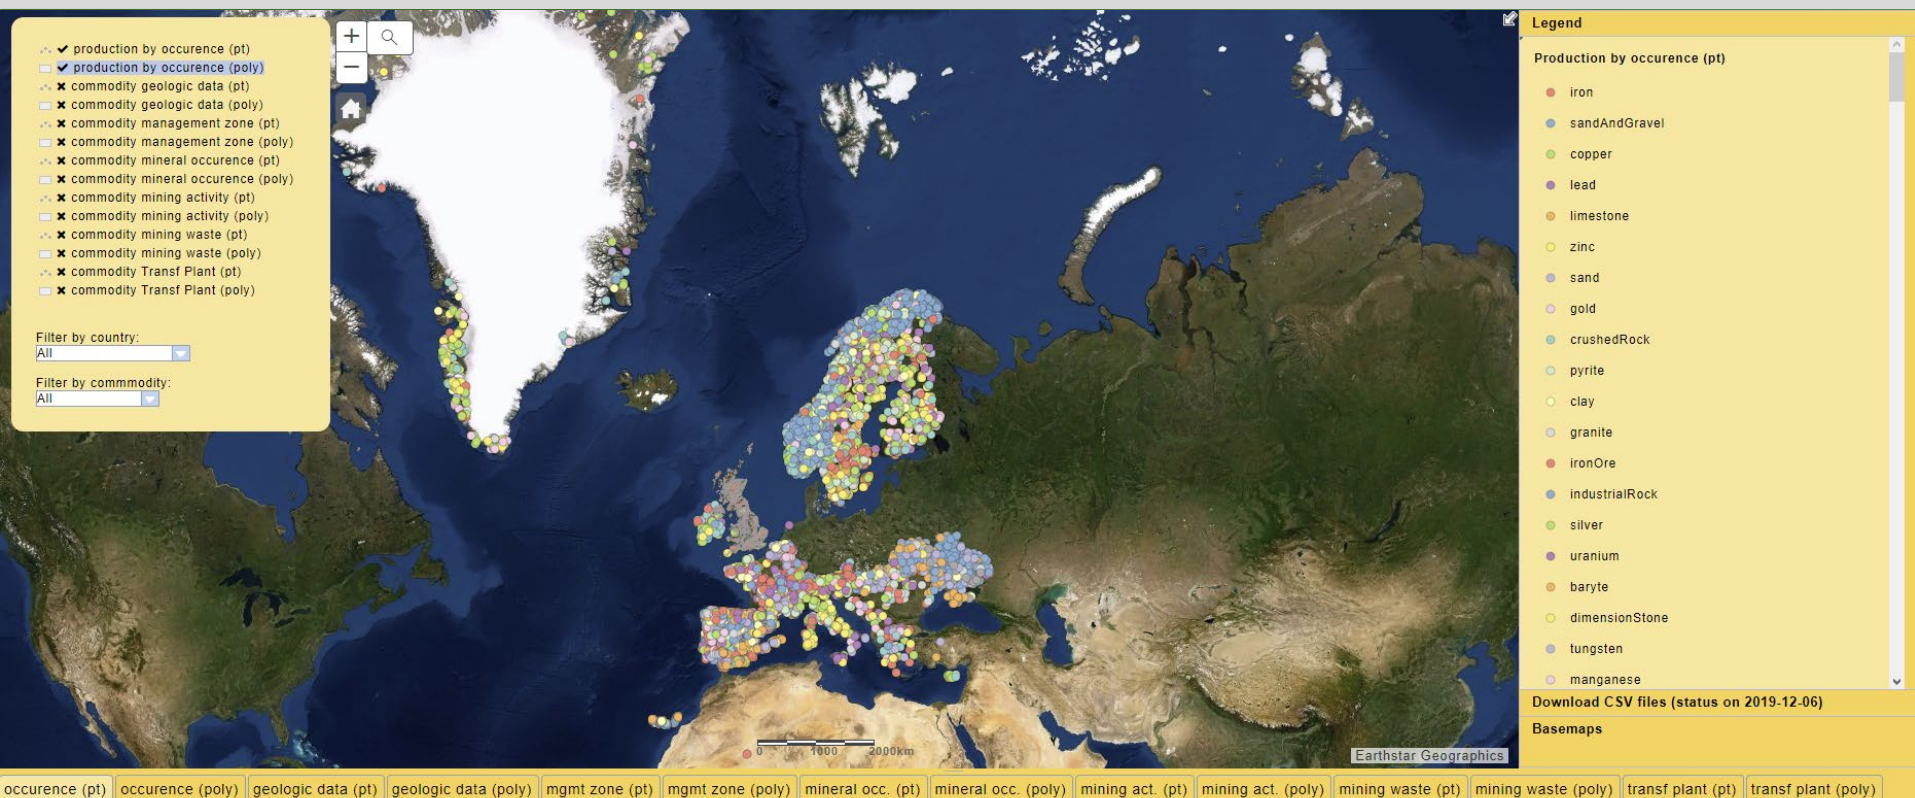 production by occurence (pt)
production by occurence (poly)
commodity geologic data (pt)
commodity geologic data (poly)
commodity management zone (pt)
commodity management zone (poly)
commodity mineral occurence (pt)
commodity mineral occurence (poly)
commodity mining activity (pt)
commodity mining activity (poly)
commodity mining waste (pt)
commodity mining waste (poly)
commodity Transf Plant (pt)
commodity Transf Plant (poly)
Filter by country:
All
Filter by commmodity:
All
+
−
0 1000 2000km
Earthstar Geographics
Legend
Production by occurence (pt)
iron
sandAndGravel
copper
lead
limestone
zinc
sand
gold
crushedRock
pyrite
clay
granite
ironOre
industrialRock
silver
uranium
baryte
dimensionStone
tungsten
manganese
Download CSV files (status on 2019-12-06)
Basemaps
occurence (pt) occurence (poly) geologic data (pt) geologic data (poly) mgmt zone (pt) mgmt zone (poly) mineral occ. (pt) mineral occ. (poly) mining act. (pt) mining act. (poly) mining waste (pt) mining waste (poly) transf plant (pt) transf plant (poly)